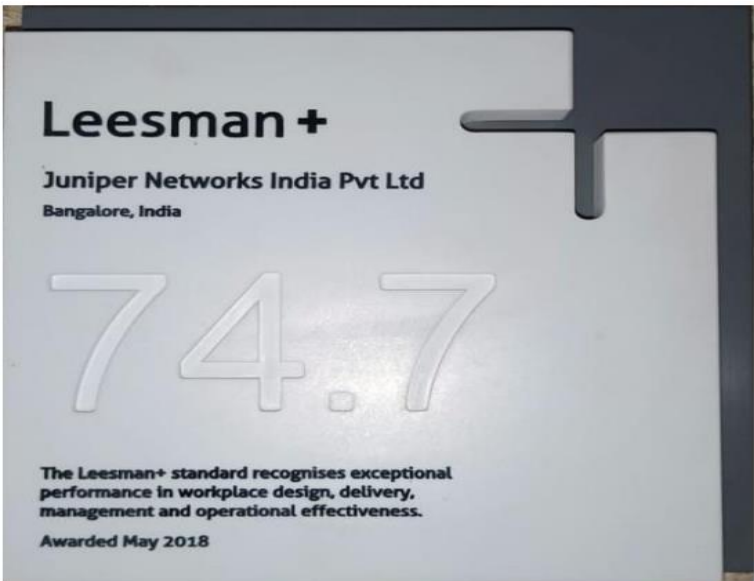 Leesman+
Juniper Networks India Pvt Ltd
Bangalore, India
74.7
The Leesman+ standard recognises exceptional
performance in workplace design, delivery,
management and operational effectiveness.
Awarded May 2018